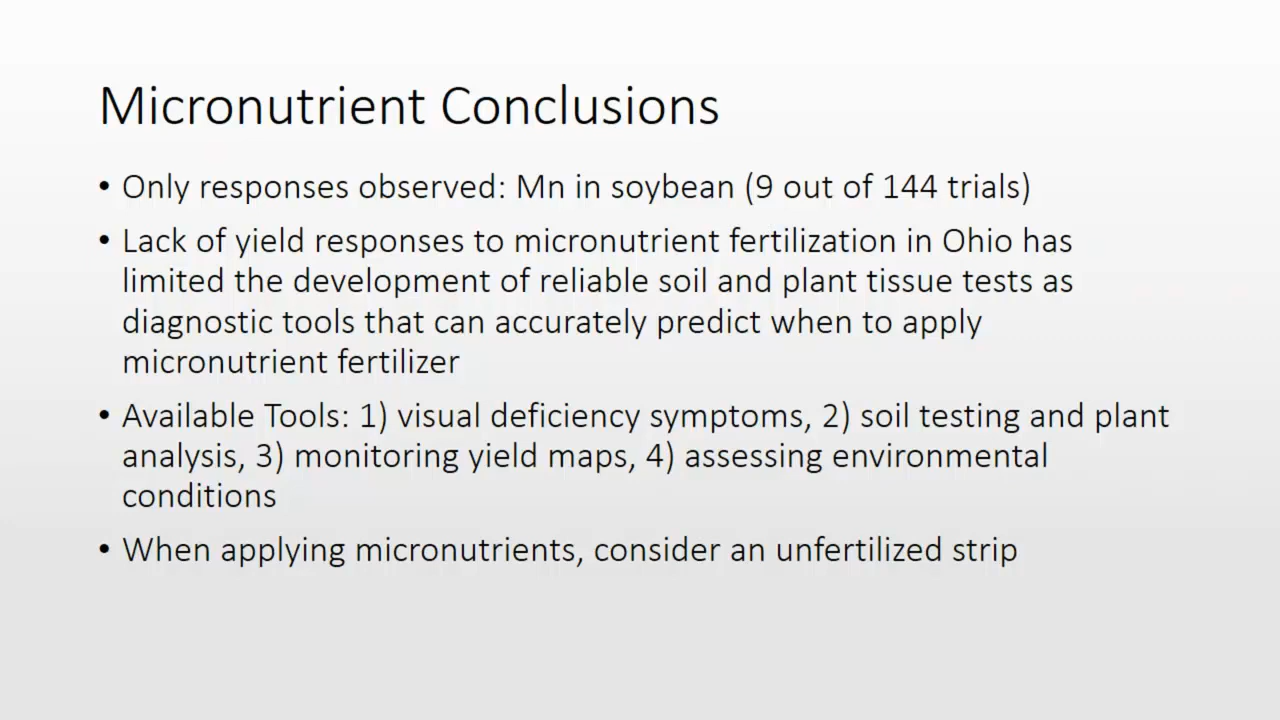 Micronutrient Conclusions
• Only responses observed: Mn in soybean (9 out of 144 trials)
• Lack of yield responses to micronutrient fertilization in Ohio has
limited the development of reliable soil and plant tissue tests as
diagnostic tools that can accurately predict when to apply
micronutrient fertilizer
• Available Tools: 1) visual deficiency symptoms, 2) soil testing and plant
analysis, 3) monitoring yield maps, 4) assessing environmental
conditions
• When applying micronutrients, consider an unfertilized strip